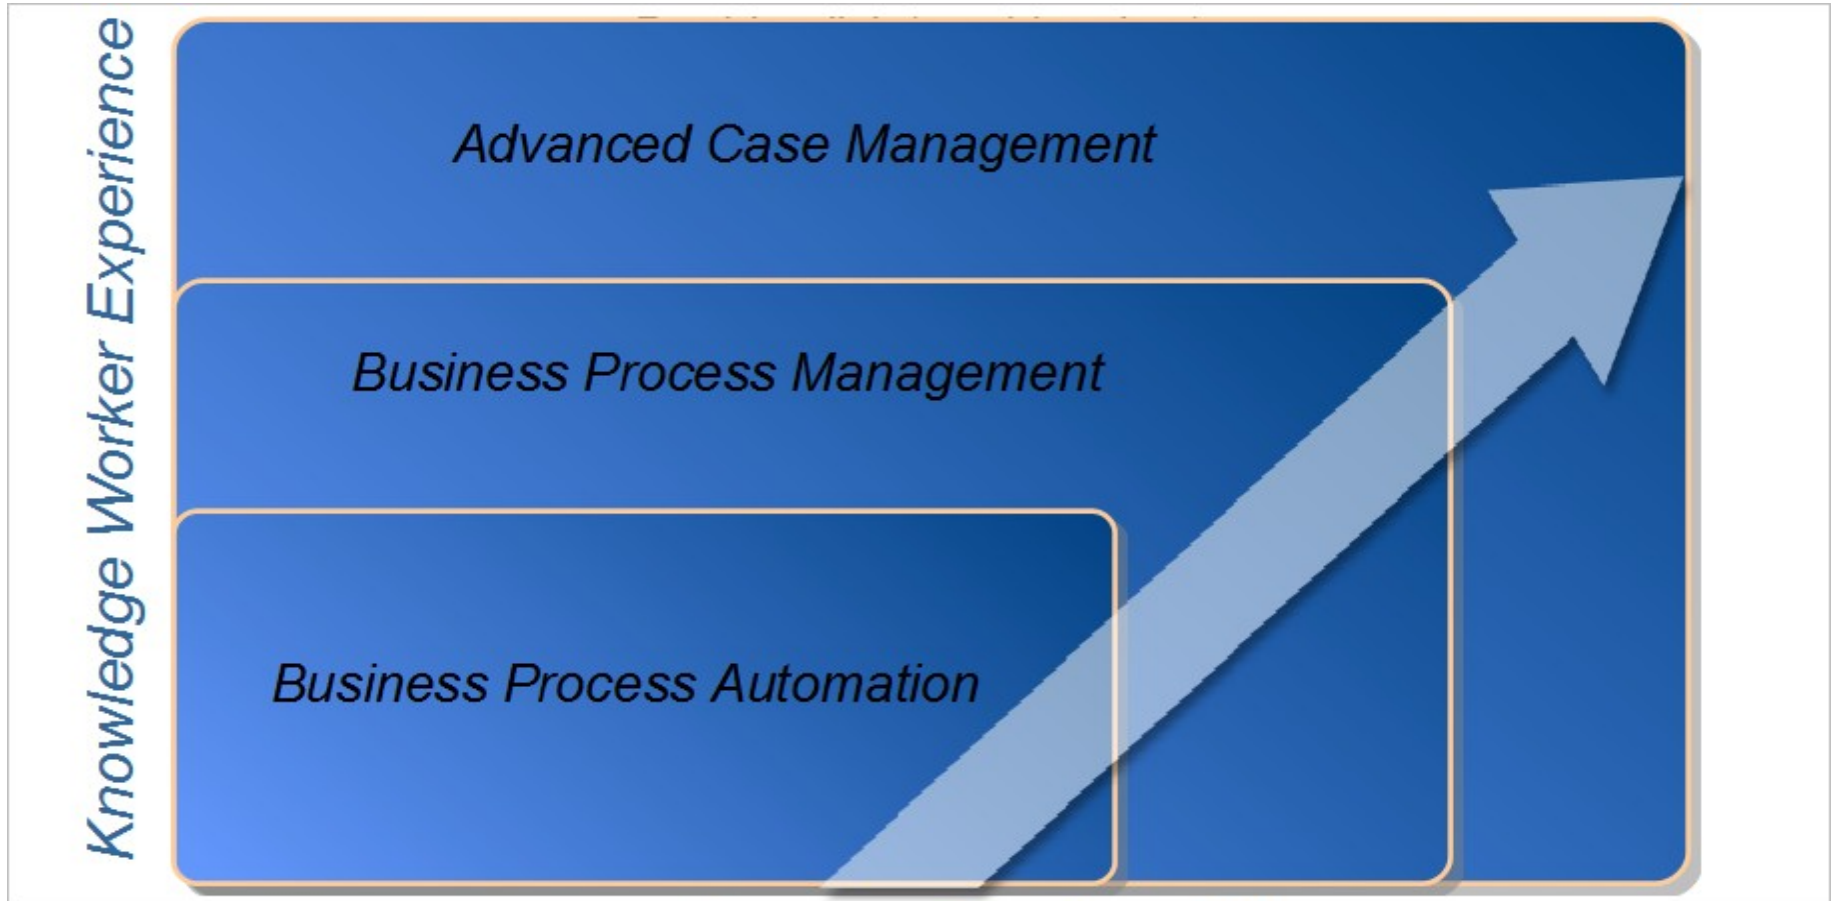 Knowledge Worker Experience
Advanced Case Management
Business Process Management
Business Process Automation